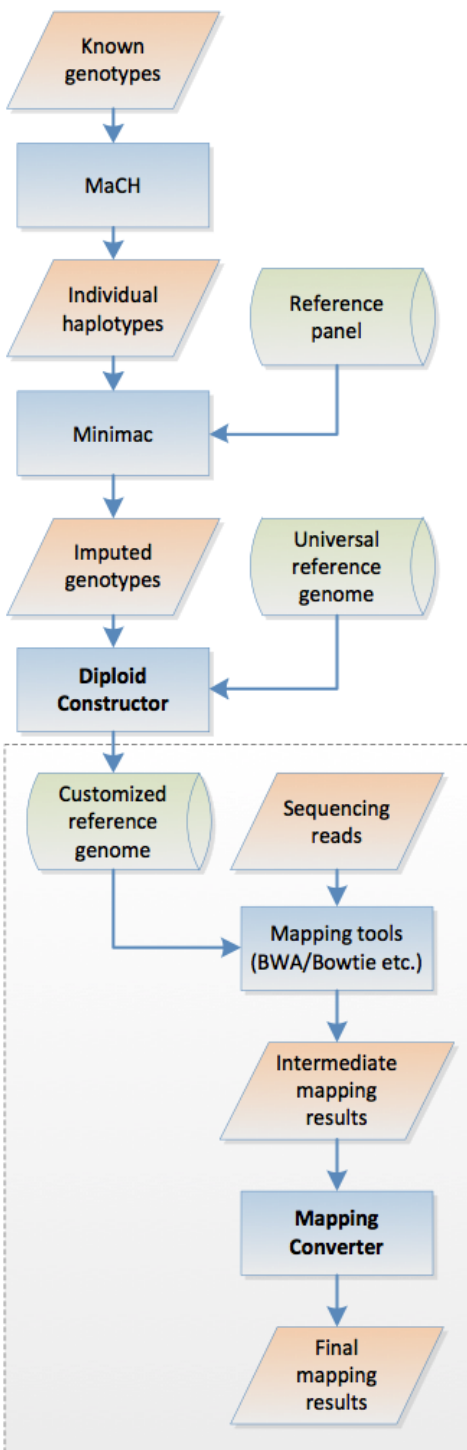 Known
genotypes
MaCH
Individual
haplotypes
Reference
panel
Minimac
Imputed
genotypes
Universal
reference
genome
Diploid
Constructor
Customized
reference
genome
Sequencing
reads
Mapping tools
(BWA/Bowtie etc.)
Intermediate
mapping
results
Mapping
Converter
Final
mapping
results